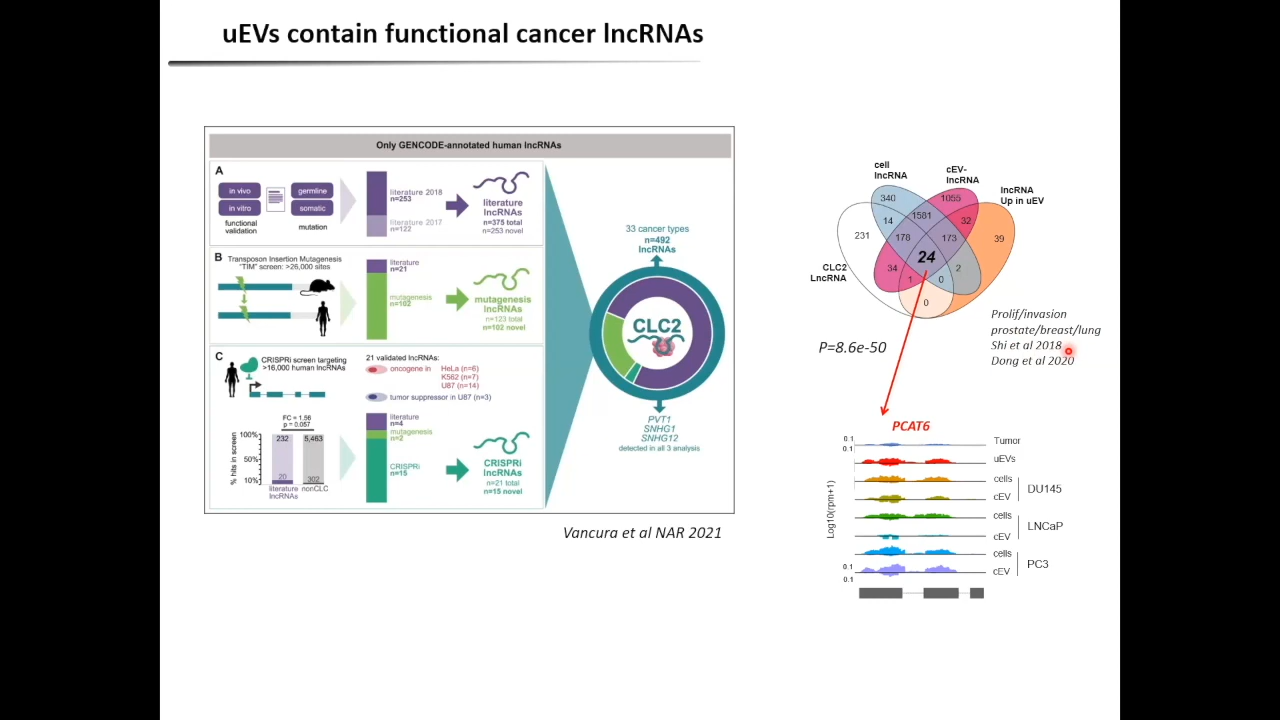 uEVs contain functional cancer lncRNAs
Only GENCODE-annotated human lncRNAs
A
in vivo
in vitro
functional
validation
germline
somatic
mutation
literature 2018
n=253
literature 2017
n=122
literature
lncRNAs
n=375 total
n=253 novel
B
Transposon Insertion Mutagenesis
"TIM" screen: >26,000 sites
literature
n=21
mutagenesis
n=102
mutagenesis
lncRNAs
n=123 total
n=102 novel
C
CRISPRi screen targeting
>16,000 human lncRNAs
21 validated lncRNAs:
oncogene in
HeLa (n=6)
K562 (n=7)
U87 (n=14)
tumor suppressor in U87 (n=3)
FC = 1.56
p = 0.057
% hits in screen
100%
50%
10%
232
5,463
20
302
literature
lncRNAs
nonCLC
literature
n=4
mutagenesis
n=2
CRISPRi
n=15
CRISPRi
lncRNAs
n=21 total
n=15 novel
33 cancer types
n=492
lncRNAs
CLC2
PVT1
SNHG1
SNHG12
detected in all 3 analysis
Vancura et al NAR 2021
cell
lncRNA
cEV-
lncRNA
lncRNA
Up in uEV
CLC2
LncRNA
340
1055
14
1581
32
231
178
173
39
24
34
2
1
0
0
P=8.6e-50
Prolif/invasion
prostate/breast/lung
Shi et al 2018
Dong et al 2020
PCAT6
Log10(rpm+1)
0.1
0.1
Tumor
uEVs
cells
cEV
DU145
cells
cEV
LNCaP
cells
cEV
PC3
0.1
0.1